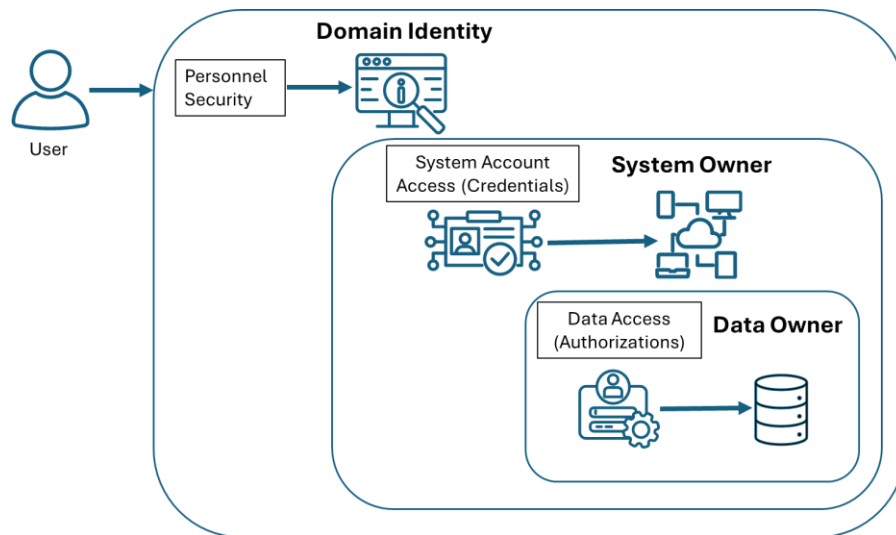 Domain Identity
Personnel
Security
User
System Account
Access (Credentials)
System Owner
Data Access
(Authorizations)
Data Owner